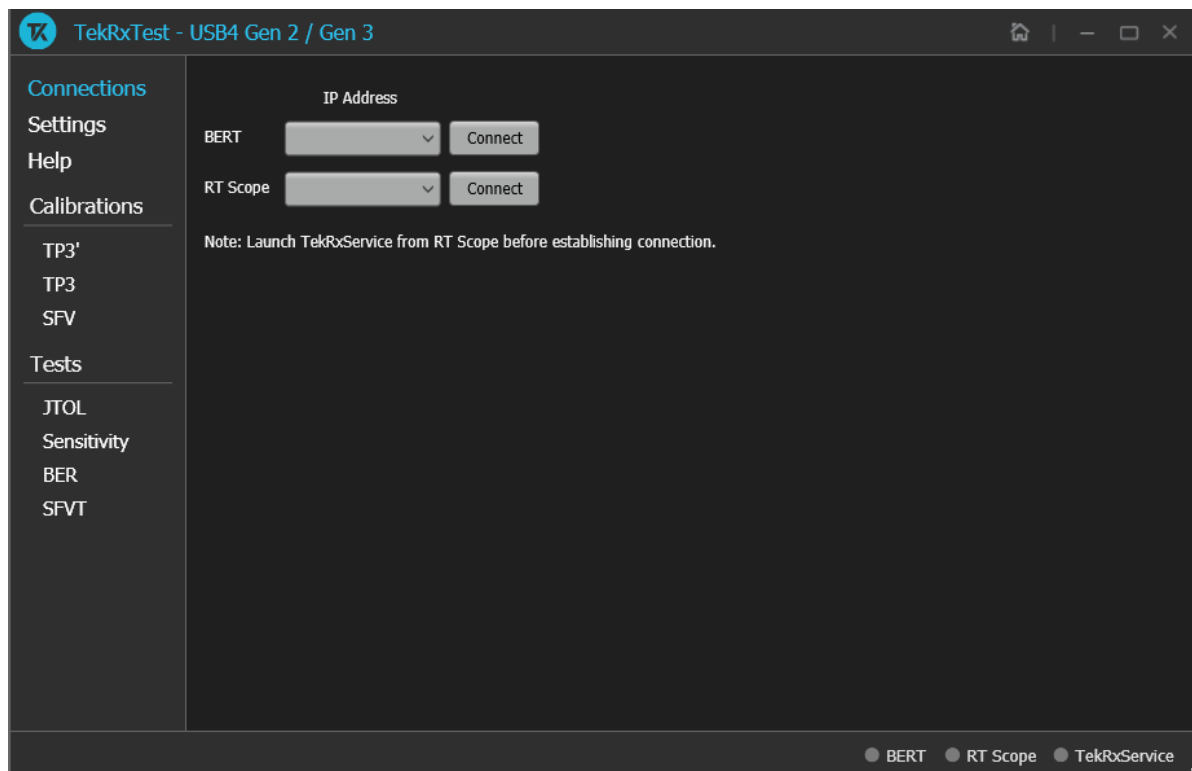 TK TekRxTest - USB4 Gen 2 / Gen 3
Connections
Settings
Help
Calibrations
TP3'
TP3
SFV
Tests
JTOL
Sensitivity
BER
SFVT
IP Address
BERT Connect
RT Scope Connect
Note: Launch TekRxService from RT Scope before establishing connection.
BERT RT Scope TekRxService